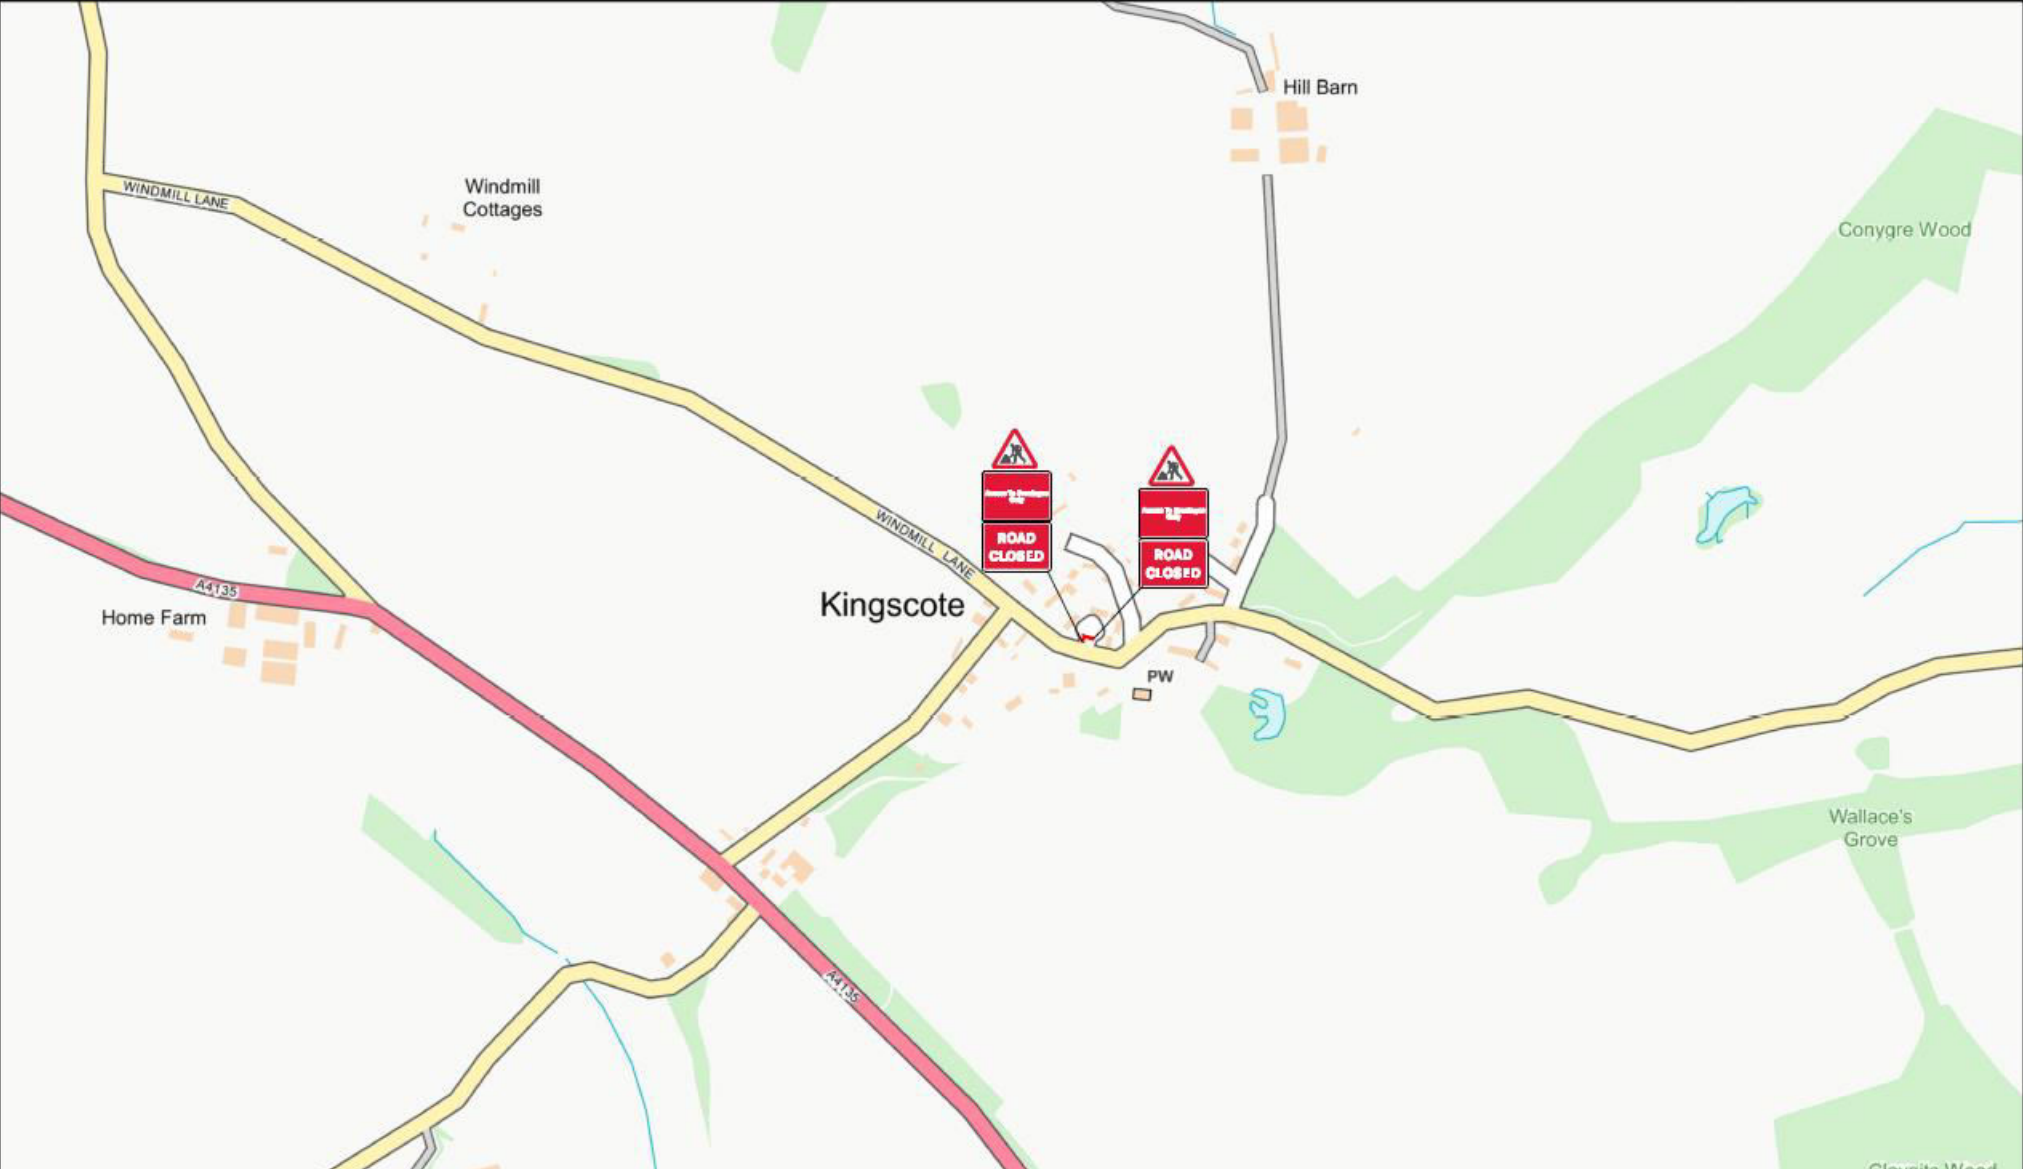 Hill Barn
WINDMILL LANE
Windmill
Cottages
Conygre Wood
WINDMILL LANE
ROAD
CLOSED
ROAD
CLOSED
A4135
Home Farm
Kingscote
PW
Wallace's
Grove
A4135